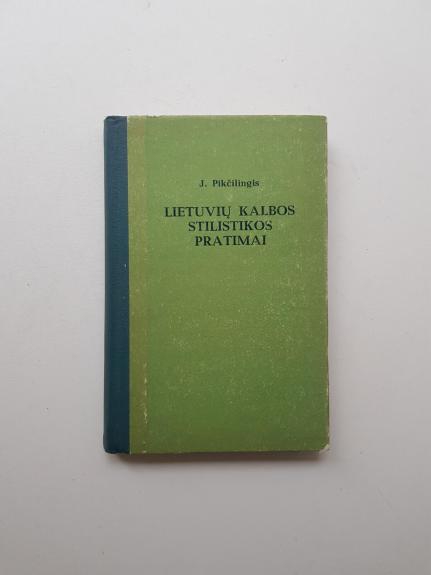 J. Pikčilingis
LIETUVIŲ KALBOS
STILISTIKOS
PRATIMAI